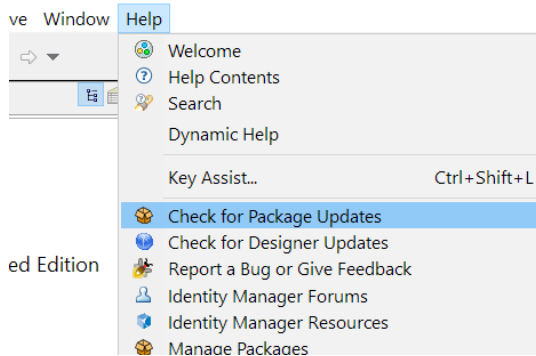 ve Window Help
Welcome
Help Contents
Search
Dynamic Help
Key Assist... Ctrl+Shift+L
Check for Package Updates
Check for Designer Updates
ed Edition
Report a Bug or Give Feedback
Identity Manager Forums
Identity Manager Resources
Manage Packages